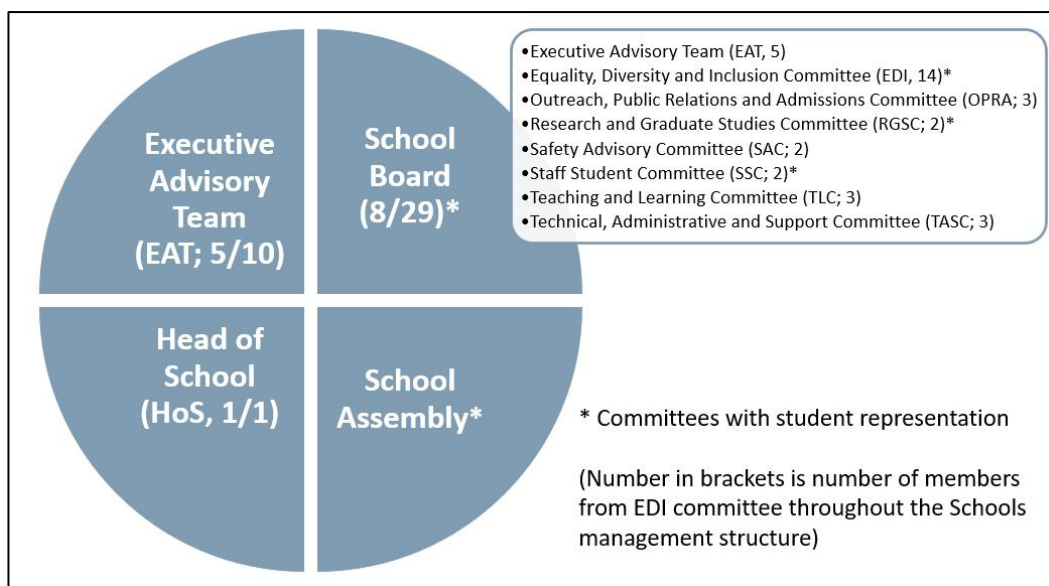 Executive
Advisory
Team
(EAT; 5/10)
School
Board
(8/29)*
•Executive Advisory Team (EAT, 5)
•Equality, Diversity and Inclusion Committee (EDI, 14)*
•Outreach, Public Relations and Admissions Committee (OPRA; 3)
•Research and Graduate Studies Committee (RGSC; 2)*
•Safety Advisory Committee (SAC; 2)
•Staff Student Committee (SSC; 2)*
•Teaching and Learning Committee (TLC; 3)
•Technical, Administrative and Support Committee (TASC; 3)
Head of
School
(HoS, 1/1)
School
Assembly*
* Committees with student representation
(Number in brackets is number of members
from EDI committee throughout the Schools
management structure)